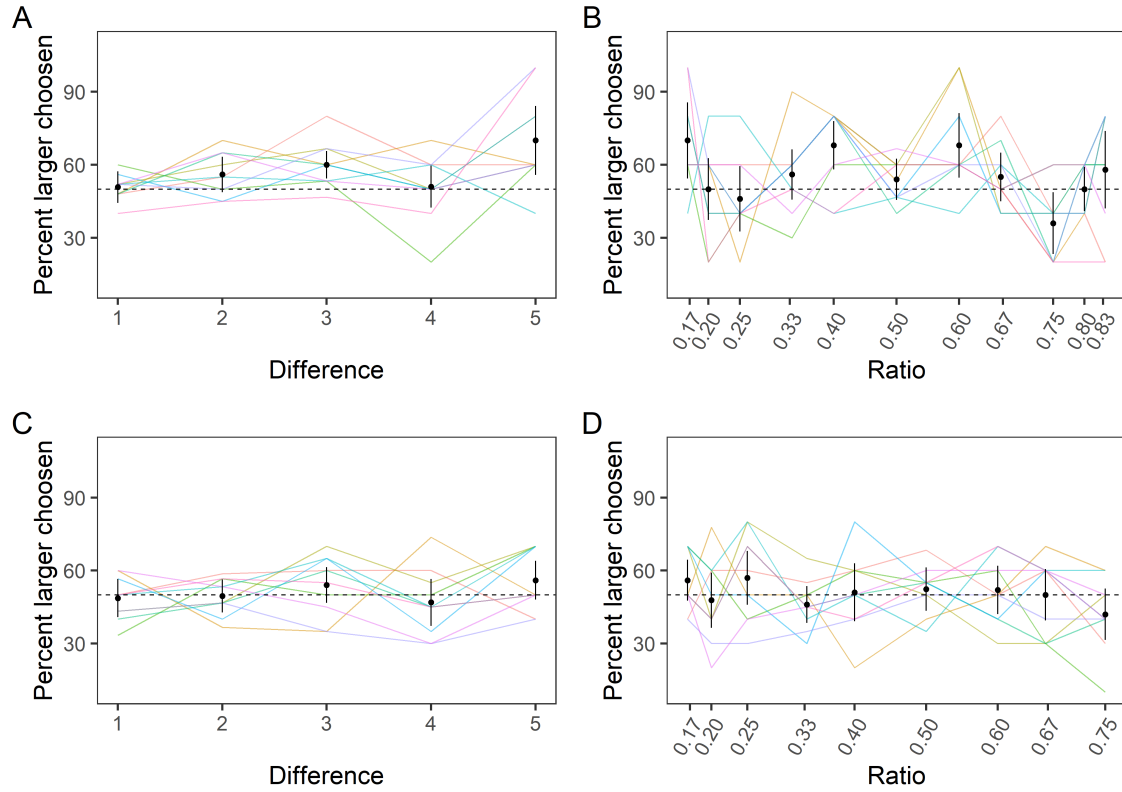 A
Percent larger choosen
90
60
30
1 2 3 4 5
Difference
B
Percent larger choosen
90
60
30
0.17 0.20 0.25 0.33 0.40 0.50 0.60 0.67 0.75 0.80 0.83
Ratio
C
Percent larger choosen
90
60
30
1 2 3 4 5
Difference
D
Percent larger choosen
90
60
30
0.17 0.20 0.25 0.33 0.40 0.50 0.60 0.67 0.75
Ratio